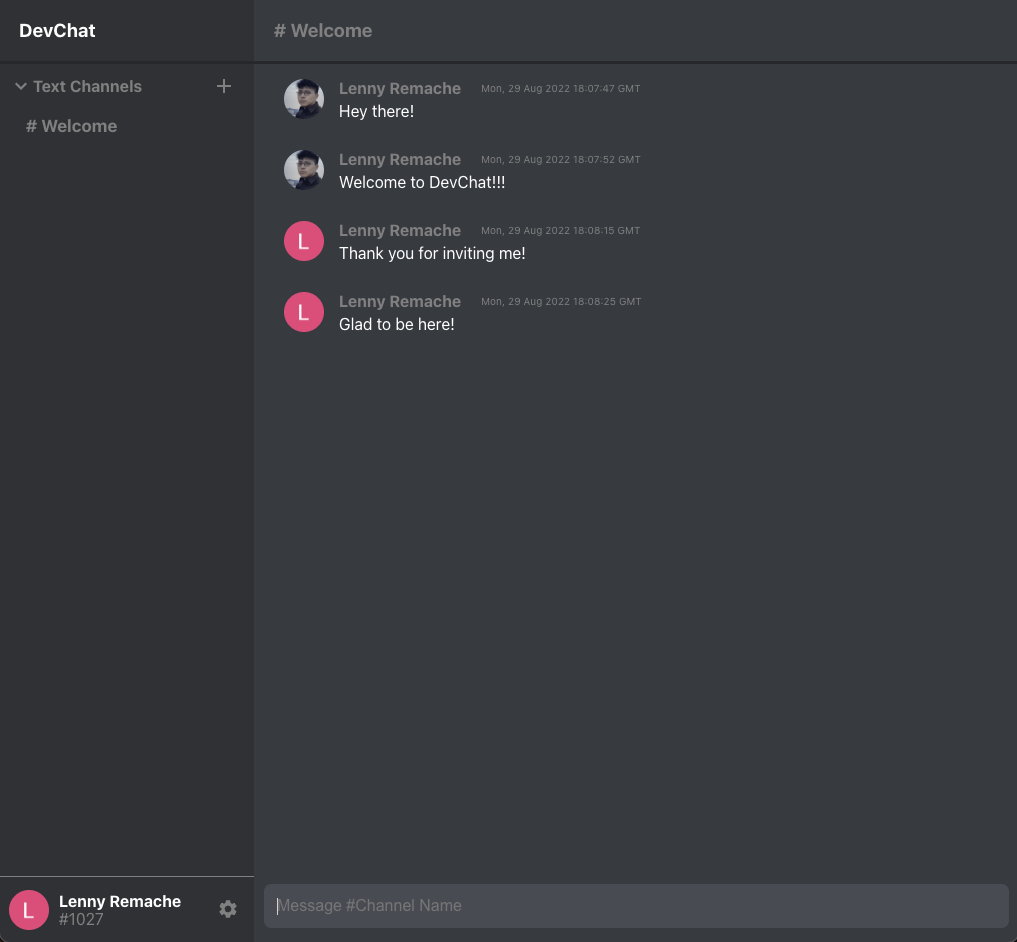 DevChat
# Welcome
Text Channels
# Welcome
Lenny Remache Mon, 29 Aug 2022 18:07:47 GMT
Hey there!
Lenny Remache Mon, 29 Aug 2022 18:07:52 GMT
Welcome to DevChat!!!
L
Lenny Remache Mon, 29 Aug 2022 18:08:15 GMT
Thank you for inviting me!
L
Lenny Remache Mon, 29 Aug 2022 18:08:25 GMT
Glad to be here!
L
Lenny Remache
#1027
Message #Channel Name